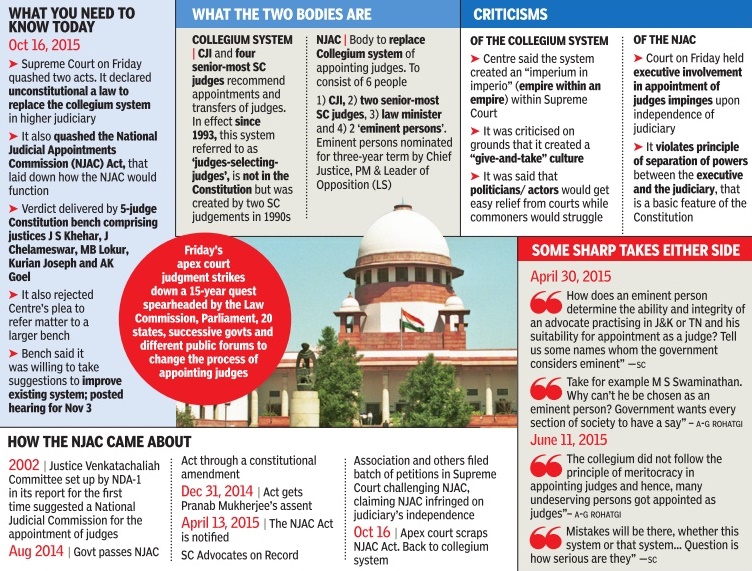 WHAT YOU NEED TO
KNOW TODAY
Oct 16, 2015
➤ Supreme Court on Friday
quashed two acts. It declared
unconstitutional a law to
replace the collegium system
in higher judiciary
➤ It also quashed the National
Judicial Appointments
Commission (NJAC) Act, that
laid down how the NJAC would
function
➤ Verdict delivered by 5-judge
Constitution bench comprising
justices J S Khehar, J
Chelameswar, MB Lokur,
Kurian Joseph and AK
Goel
➤ It also rejected
Centre's plea to
refer matter to a
larger bench
➤ Bench said it
was willing to take
suggestions to improve
existing system; posted
hearing for Nov 3
WHAT THE TWO BODIES ARE
COLLEGIUM SYSTEM
| CJI and four
senior-most SC
judges recommend
appointments and
transfers of judges.
In effect since
1993, this system
referred to as
'judges-selecting-
judges', is not in the
Constitution but was
created by two SC
judgements in 1990s
NJAC | Body to replace
Collegium system of
appointing judges. To
consist of 6 people
1) CJI, 2) two senior-most
SC judges, 3) law minister
and 4) 2 'eminent persons'.
Eminent persons nominated
for three-year term by Chief
Justice, PM & Leader of
Opposition (LS)
CRITICISMS
OF THE COLLEGIUM SYSTEM
➤ Centre said the system
created an "imperium in
imperio" (empire within an
empire) within Supreme
Court
➤ It was criticised on
grounds that it created a
"give-and-take" culture
➤ It was said that
politicians/ actors would get
easy relief from courts while
commoners would struggle
OF THE NJAC
➤ Court on Friday held
executive involvement
in appointment of
judges impinges upon
independence of
judiciary
➤ It violates principle
of separation of powers
between the executive
and the judiciary, that
is a basic feature of the
Constitution
Friday's
apex court
judgment strikes
down a 15-year quest
spearheaded by the Law
Commission, Parliament, 20
states, successive govts and
different public forums to
change the process of
appointing judges
SOME SHARP TAKES EITHER SIDE
April 30, 2015
“ How does an eminent person
determine the ability and integrity of
an advocate practising in J&K or TN and his
suitability for appointment as a judge? Tell
us some names whom the government
considers eminent” —SC
“ Take for example M S Swaminathan.
Why can't he be chosen as an
eminent person? Government wants every
section of society to have a say” – A-G ROHATGI
June 11, 2015
“ The collegium did not follow the
principle of meritocracy in
appointing judges and hence, many
undeserving persons got appointed as
judges”– A-G ROHATGI
“ Mistakes will be there, whether this
system or that system... Question is
how serious are they” —SC
HOW THE NJAC CAME ABOUT
2002 | Justice Venkatachaliah
Committee set up by NDA-1
in its report for the first
time suggested a National
Judicial Commission for the
appointment of judges
Aug 2014 | Govt passes NJAC
Act through a constitutional
amendment
Dec 31, 2014 | Act gets
Pranab Mukherjee's assent
April 13, 2015 | The NJAC Act
is notified
SC Advocates on Record
Association and others filed
batch of petitions in Supreme
Court challenging NJAC,
claiming NJAC infringed on
judiciary's independence
Oct 16 | Apex court scraps
NJAC Act. Back to collegium
system